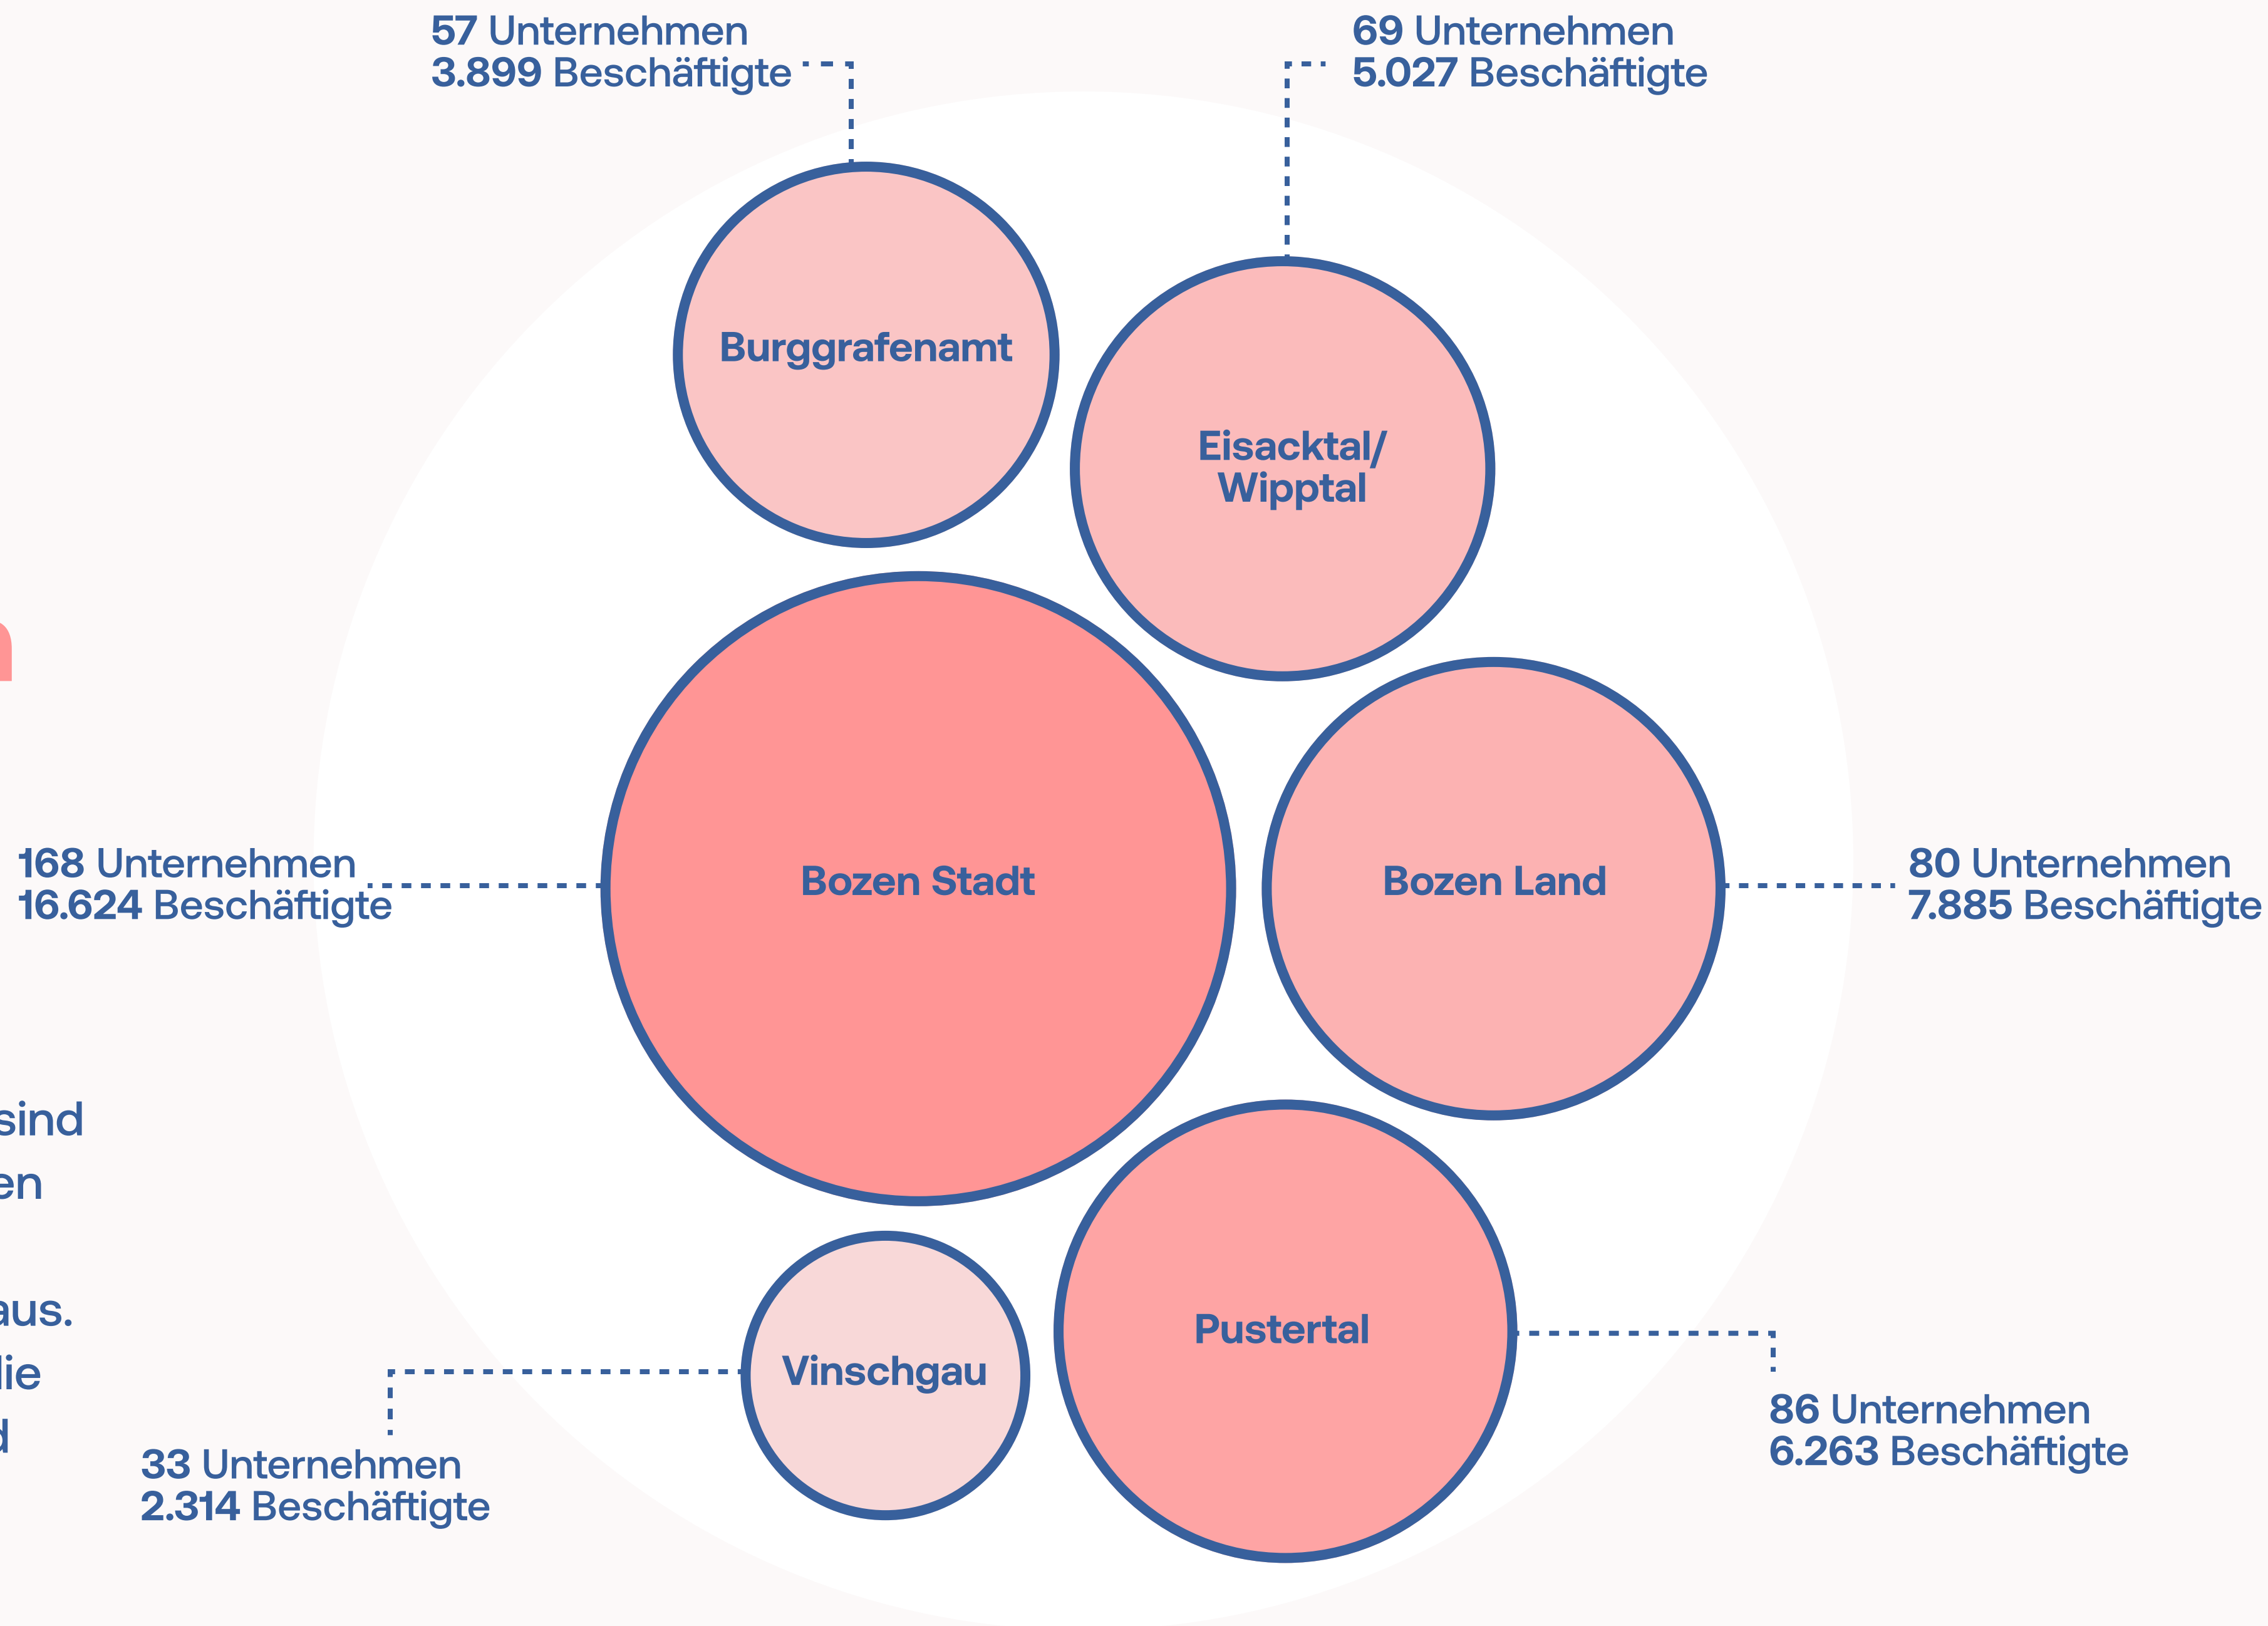 57 Unternehmen
3.899 Beschäftigte
69 Unternehmen
5.027 Beschäftigte
Burggrafenamt
Eisacktal/
Wipptal
168 Unternehmen
16.624 Beschäftigte
Bozen Stadt
Bozen Land
80 Unternehmen
7.885 Beschäftigte
sind
en
aus.
Vinschgau
Pustertal
33 Unternehmen
2.314 Beschäftigte
86 Unternehmen
6.263 Beschäftigte